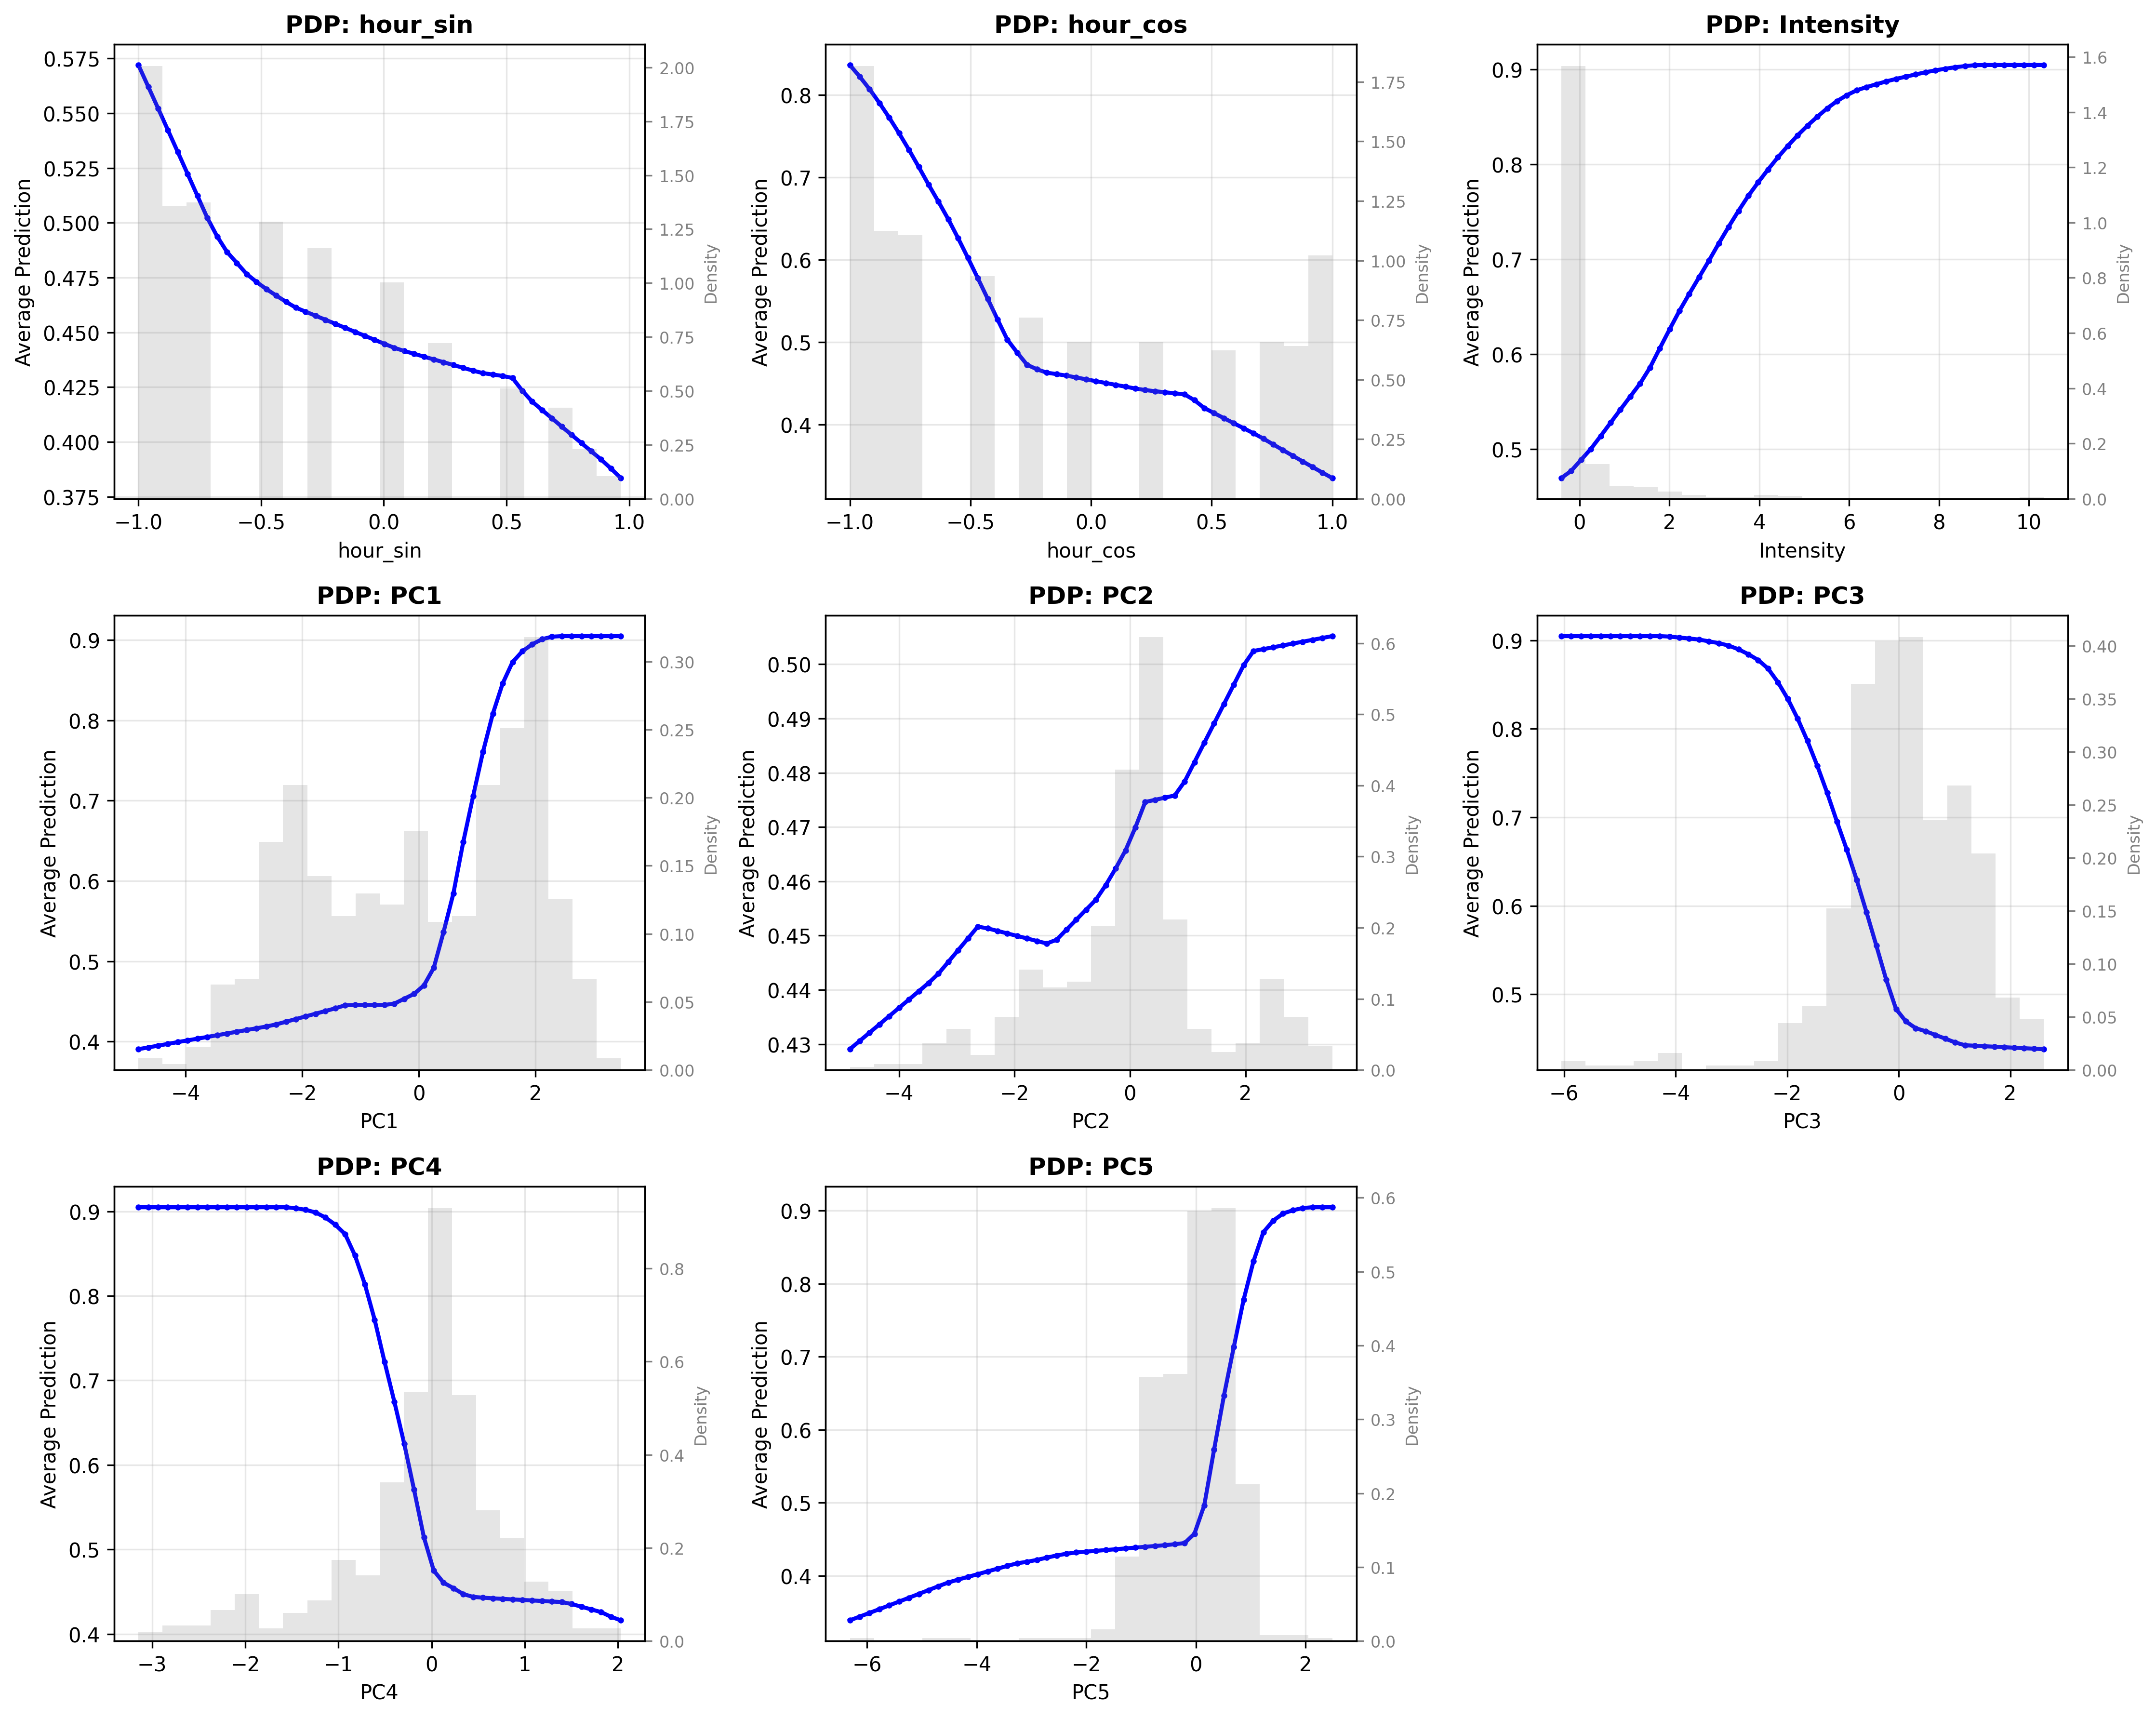 PDP: hour_sin
0.575
0.550
0.525
0.500
0.475
0.450
0.425
0.400
0.375
Average Prediction
2.00
1.75
1.50
1.25
1.00
0.75
0.50
0.25
0.00
Density
−1.0 −0.5 0.0 0.5 1.0
hour_sin
PDP: hour_cos
0.8
0.7
0.6
0.5
0.4
Average Prediction
1.75
1.50
1.25
1.00
0.75
0.50
0.25
0.00
Density
−1.0 −0.5 0.0 0.5 1.0
hour_cos
PDP: Intensity
0.9
0.8
0.7
0.6
0.5
Average Prediction
1.6
1.4
1.2
1.0
0.8
0.6
0.4
0.2
0.0
Density
0 2 4 6 8 10
Intensity
PDP: PC1
0.9
0.8
0.7
0.6
0.5
0.4
Average Prediction
0.30
0.25
0.20
0.15
0.10
0.05
0.00
Density
−4 −2 0 2
PC1
PDP: PC2
0.50
0.49
0.48
0.47
0.46
0.45
0.44
0.43
Average Prediction
0.6
0.5
0.4
0.3
0.2
0.1
0.0
Density
−4 −2 0 2
PC2
PDP: PC3
0.9
0.8
0.7
0.6
0.5
Average Prediction
0.40
0.35
0.30
0.25
0.20
0.15
0.10
0.05
0.00
Density
−6 −4 −2 0 2
PC3
PDP: PC4
0.9
0.8
0.7
0.6
0.5
0.4
Average Prediction
0.8
0.6
0.4
0.2
0.0
Density
−3 −2 −1 0 1 2
PC4
PDP: PC5
0.9
0.8
0.7
0.6
0.5
0.4
Average Prediction
0.6
0.5
0.4
0.3
0.2
0.1
0.0
Density
−6 −4 −2 0 2
PC5